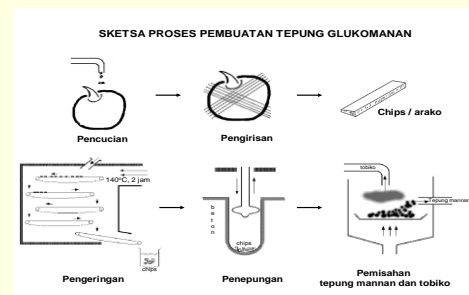 SKETSA PROSES PEMBUATAN TEPUNG GLUKOMANAN
Pencucian
Pengirisan
Chips / arako
140°C, 2 jam
chips
Pengeringan
beton
chips
Penepungan
tobiko
Tepung mannan
Pemisahan
tepung mannan dan tobiko